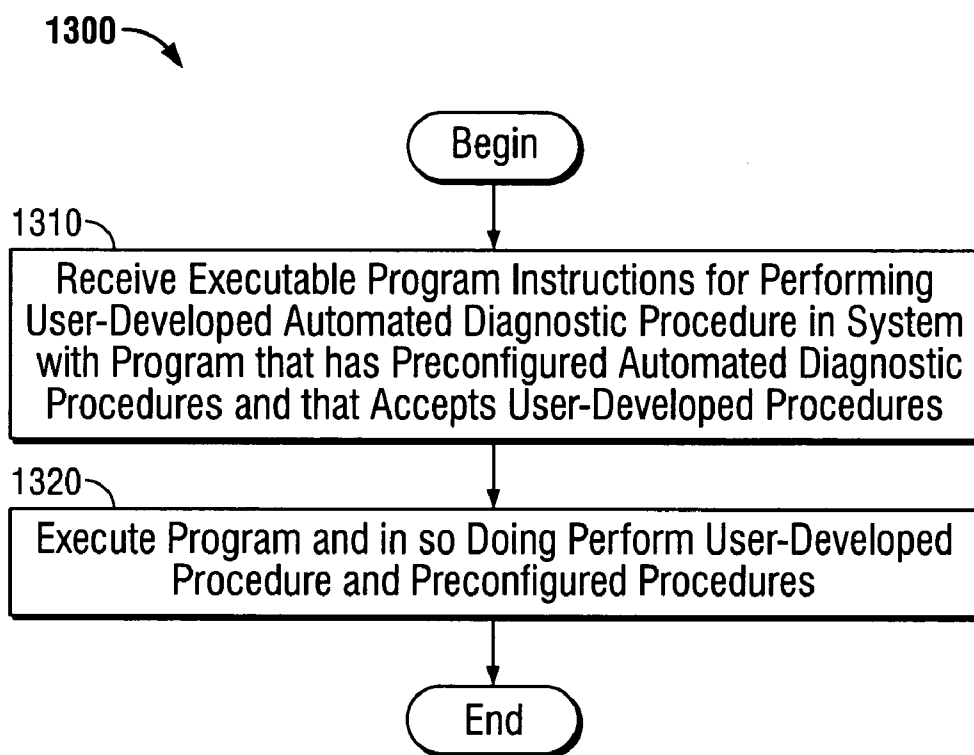 1300
Begin
1310
Receive Executable Program Instructions for Performing
User-Developed Automated Diagnostic Procedure in System
with Program that has Preconfigured Automated Diagnostic
Procedures and that Accepts User-Developed Procedures
1320
Execute Program and in so Doing Perform User-Developed
Procedure and Preconfigured Procedures
End